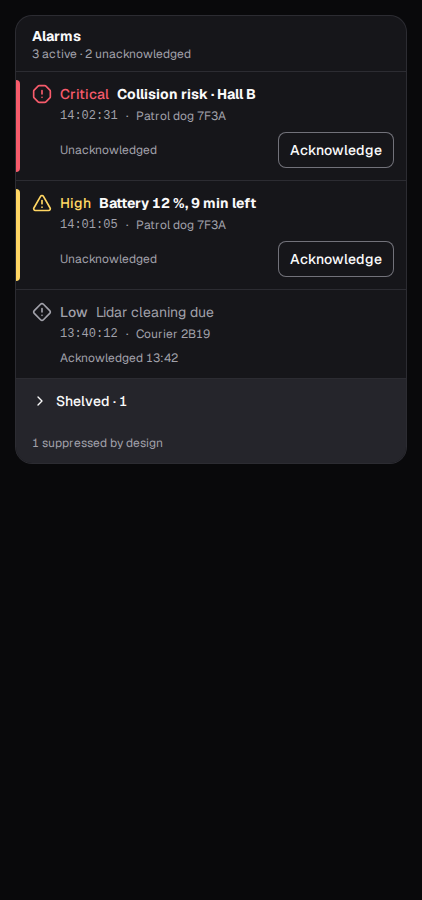 Alarms
3 active · 2 unacknowledged
Critical Collision risk · Hall B
14:02:31 · Patrol dog 7F3A
Unacknowledged Acknowledge
High Battery 12 %, 9 min left
14:01:05 · Patrol dog 7F3A
Unacknowledged Acknowledge
Low Lidar cleaning due
13:40:12 · Courier 2B19
Acknowledged 13:42
Shelved · 1
1 suppressed by design